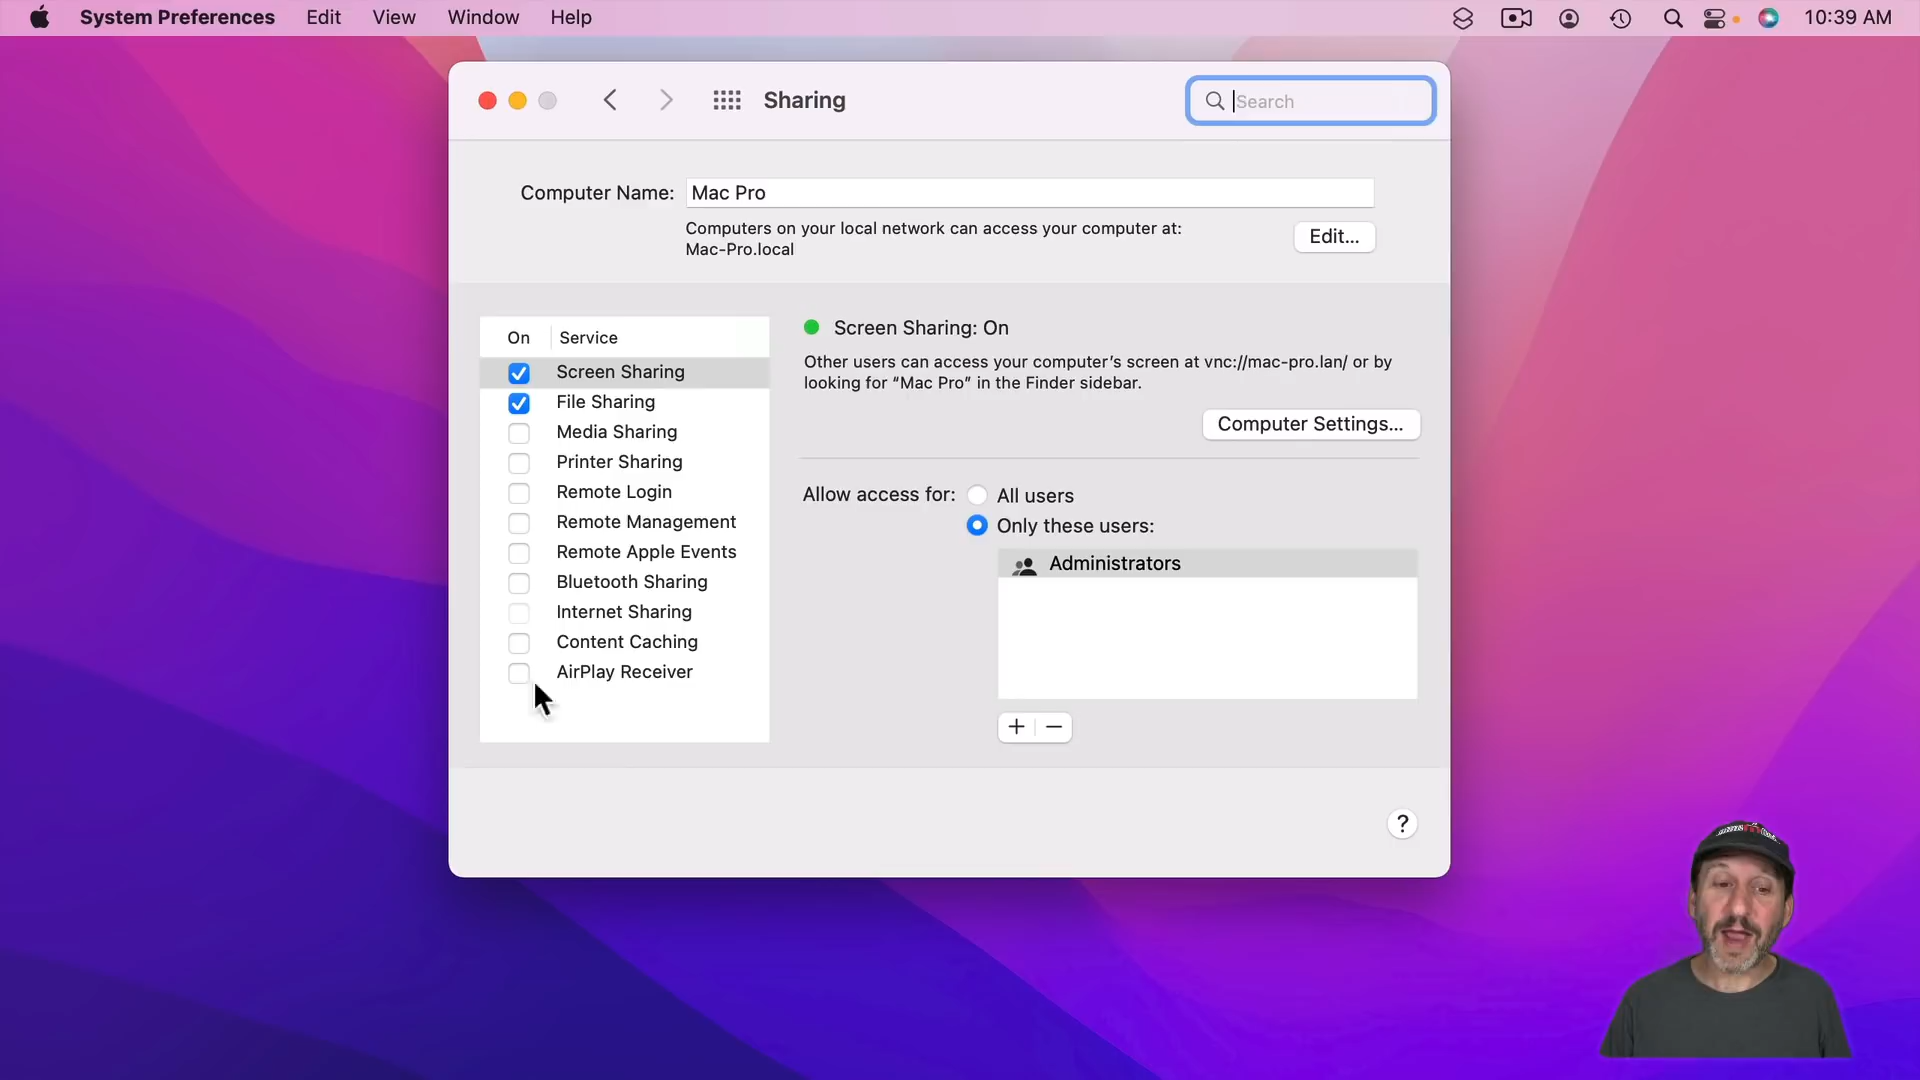 System Preferences Edit View Window Help 10:39 AM
Sharing
Search
Computer Name: Mac Pro
Computers on your local network can access your computer at:
Mac-Pro.local
Edit...
On Service
Screen Sharing
File Sharing
Media Sharing
Printer Sharing
Remote Login
Remote Management
Remote Apple Events
Bluetooth Sharing
Internet Sharing
Content Caching
AirPlay Receiver
Screen Sharing: On
Other users can access your computer’s screen at vnc://mac-pro.lan/ or by
looking for “Mac Pro” in the Finder sidebar.
Computer Settings...
Allow access for: All users
Only these users:
Administrators
+ −
?